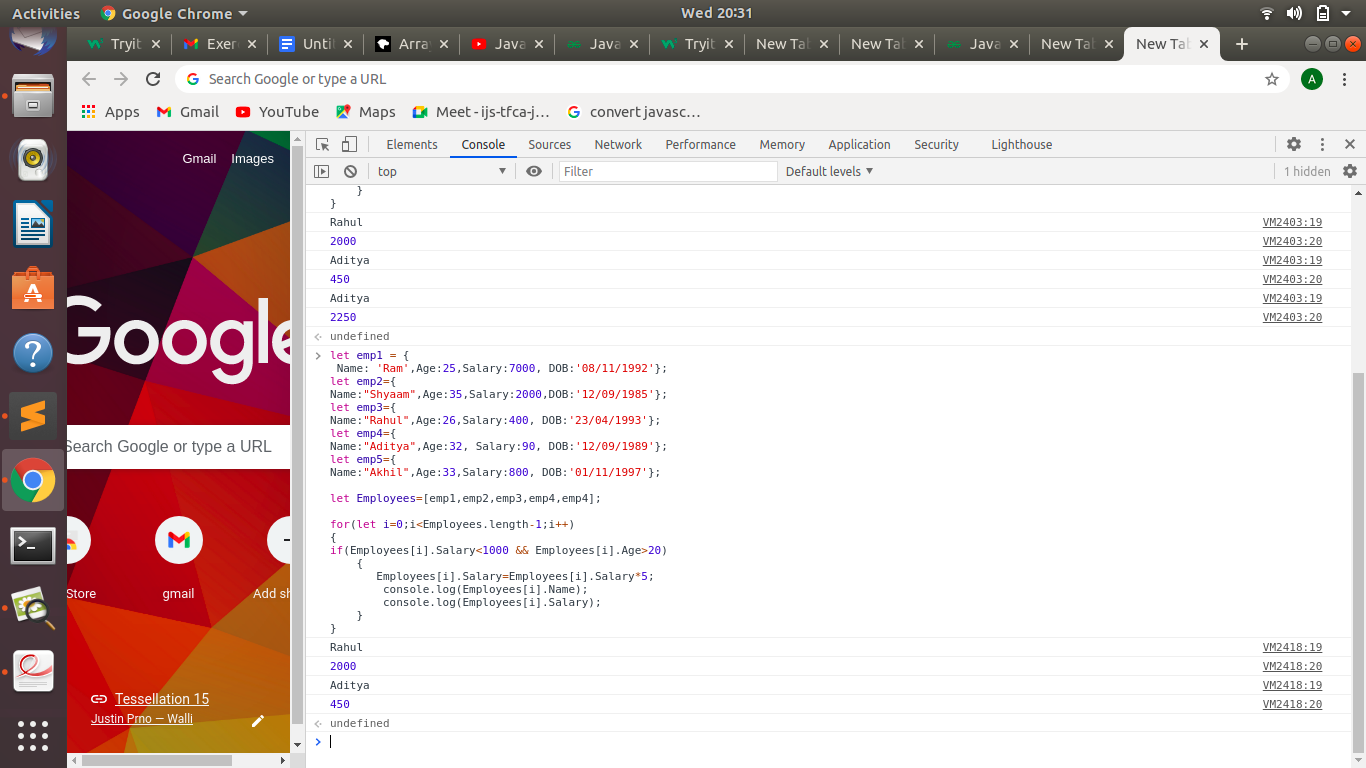 Activities Google Chrome Wed 20:31
Tryit Exer Unti Array Java Java Tryit New Tab New Tab Java New Tab New Tab
Search Google or type a URL A
Apps Gmail YouTube Maps Meet - ijs-tfca-j… convert javasc…
Gmail Images
Google
Search Google or type a URL
Store gmail Add sh
Tessellation 15
Justin Prno — Walli
Elements Console Sources Network Performance Memory Application Security Lighthouse
top Filter Default levels 1 hidden
}
}
Rahul VM2403:19
2000 VM2403:20
Aditya VM2403:19
450 VM2403:20
Aditya VM2403:19
2250 VM2403:20
undefined
let emp1 = {
Name: 'Ram',Age:25,Salary:7000, DOB:'08/11/1992'};
let emp2={
Name:"Shyaam",Age:35,Salary:2000,DOB:'12/09/1985'};
let emp3={
Name:"Rahul",Age:26,Salary:400, DOB:'23/04/1993'};
let emp4={
Name:"Aditya",Age:32, Salary:90, DOB:'12/09/1989'};
let emp5={
Name:"Akhil",Age:33,Salary:800, DOB:'01/11/1997'};
let Employees=[emp1,emp2,emp3,emp4,emp4];
for(let i=0;i<Employees.length-1;i++)
{
if(Employees[i].Salary<1000 && Employees[i].Age>20)
{
Employees[i].Salary=Employees[i].Salary*5;
console.log(Employees[i].Name);
console.log(Employees[i].Salary);
}
}
Rahul VM2418:19
2000 VM2418:20
Aditya VM2418:19
450 VM2418:20
undefined